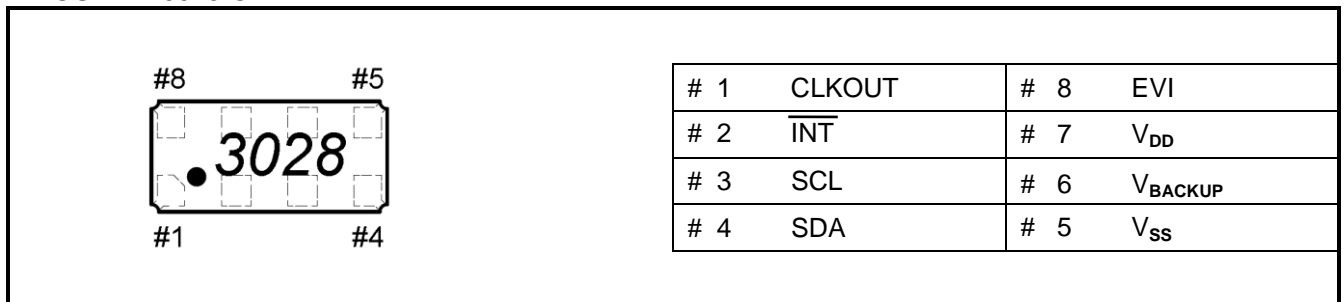 #8 #5
3028
#1 #4
# 1 CLKOUT # 8 EVI
# 2 INT # 7 VDD
# 3 SCL # 6 VBACKUP
# 4 SDA # 5 VSS